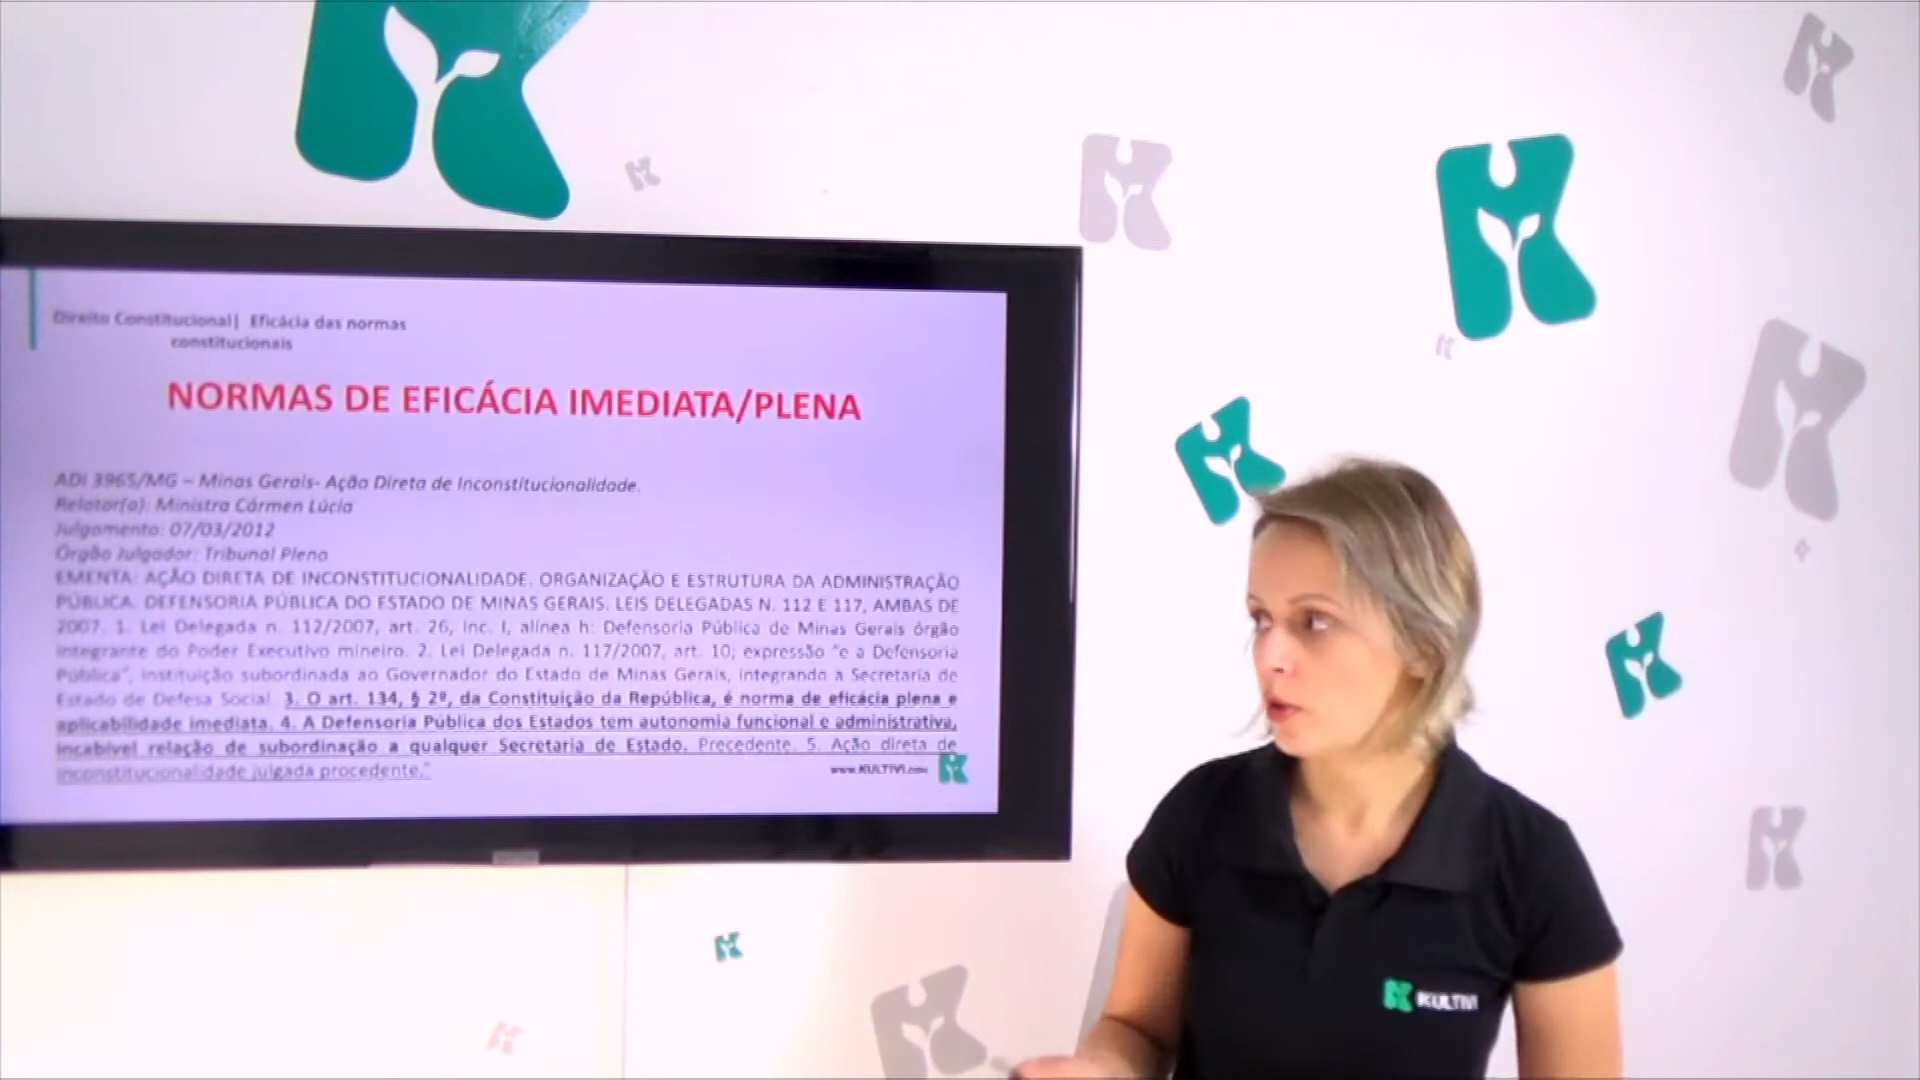 Direito Constitucional| Eficácia das normas
constitucionais
NORMAS DE EFICÁCIA IMEDIATA/PLENA
ADI 3965/MG – Minas Gerais- Ação Direta de Inconstitucionalidade.
Relator(a): Ministra Cármen Lúcia
Julgamento: 07/03/2012
Órgão Julgador: Tribunal Pleno
EMENTA: AÇÃO DIRETA DE INCONSTITUCIONALIDADE. ORGANIZAÇÃO E ESTRUTURA DA ADMINISTRAÇÃO
PÚBLICA. DEFENSORIA PÚBLICA DO ESTADO DE MINAS GERAIS. LEIS DELEGADAS N. 112 E 117, AMBAS DE
2007. 1. Lei Delegada n. 112/2007, art. 26, inc. I, alínea h: Defensoria Pública de Minas Gerais órgão
integrante do Poder Executivo mineiro. 2. Lei Delegada n. 117/2007, art. 10; expressão "e a Defensoria
Pública", instituição subordinada ao Governador do Estado de Minas Gerais, integrando a Secretaria de
Estado de Defesa Social. 3. O art. 134, § 2º, da Constituição da República, é norma de eficácia plena e
aplicabilidade imediata. 4. A Defensoria Pública dos Estados tem autonomia funcional e administrativa,
incabível relação de subordinação a qualquer Secretaria de Estado. Precedente. 5. Ação direta de
inconstitucionalidade julgada procedente."
www.KULTIVI.com
KULTIVI